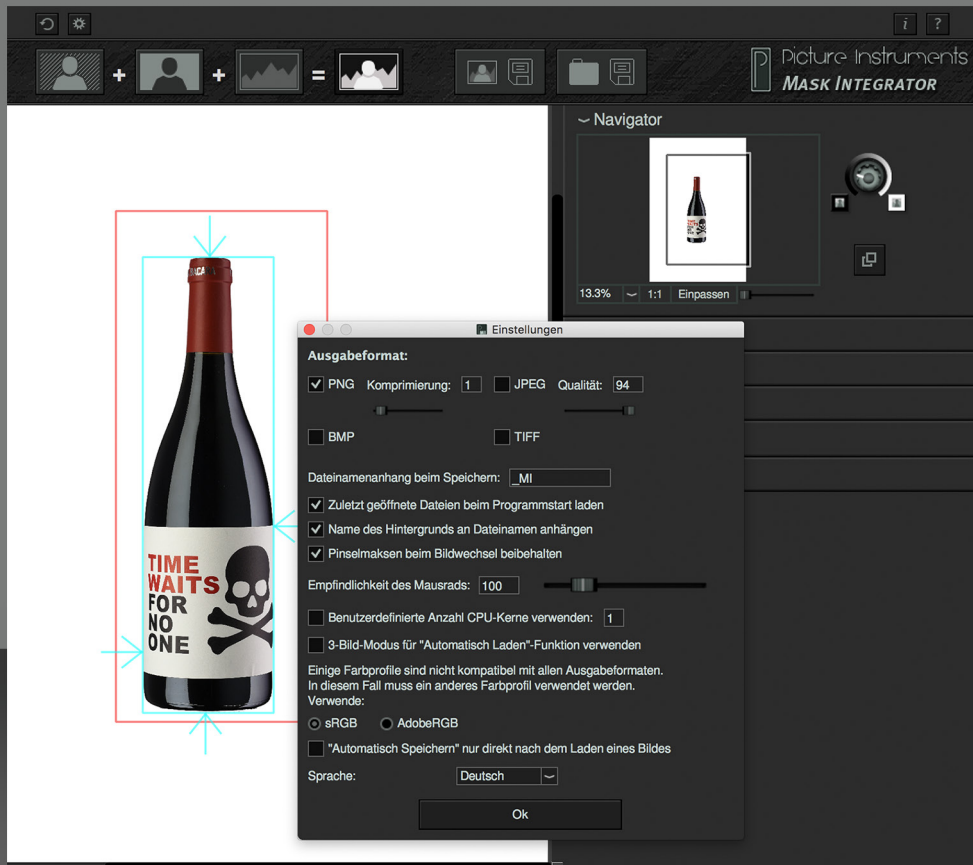 i ?
+ + =
Picture Instruments
MASK INTEGRATOR
Navigator
13.3% 1:1 Einpassen
TIME
WAITS
FOR
NO
ONE
Einstellungen
Ausgabeformat:
PNG Komprimierung: 1 JPEG Qualität: 94
BMP TIFF
Dateinamenanhang beim Speichern: _MI
Zuletzt geöffnete Dateien beim Programmstart laden
Name des Hintergrunds an Dateinamen anhängen
Pinselmaksen beim Bildwechsel beibehalten
Empfindlichkeit des Mausrads: 100
Benutzerdefinierte Anzahl CPU-Kerne verwenden: 1
3-Bild-Modus für "Automatisch Laden"-Funktion verwenden
Einige Farbprofile sind nicht kompatibel mit allen Ausgabeformaten.
In diesem Fall muss ein anderes Farbprofil verwendet werden.
Verwende:
sRGB AdobeRGB
"Automatisch Speichern" nur direkt nach dem Laden eines Bildes
Sprache: Deutsch
Ok